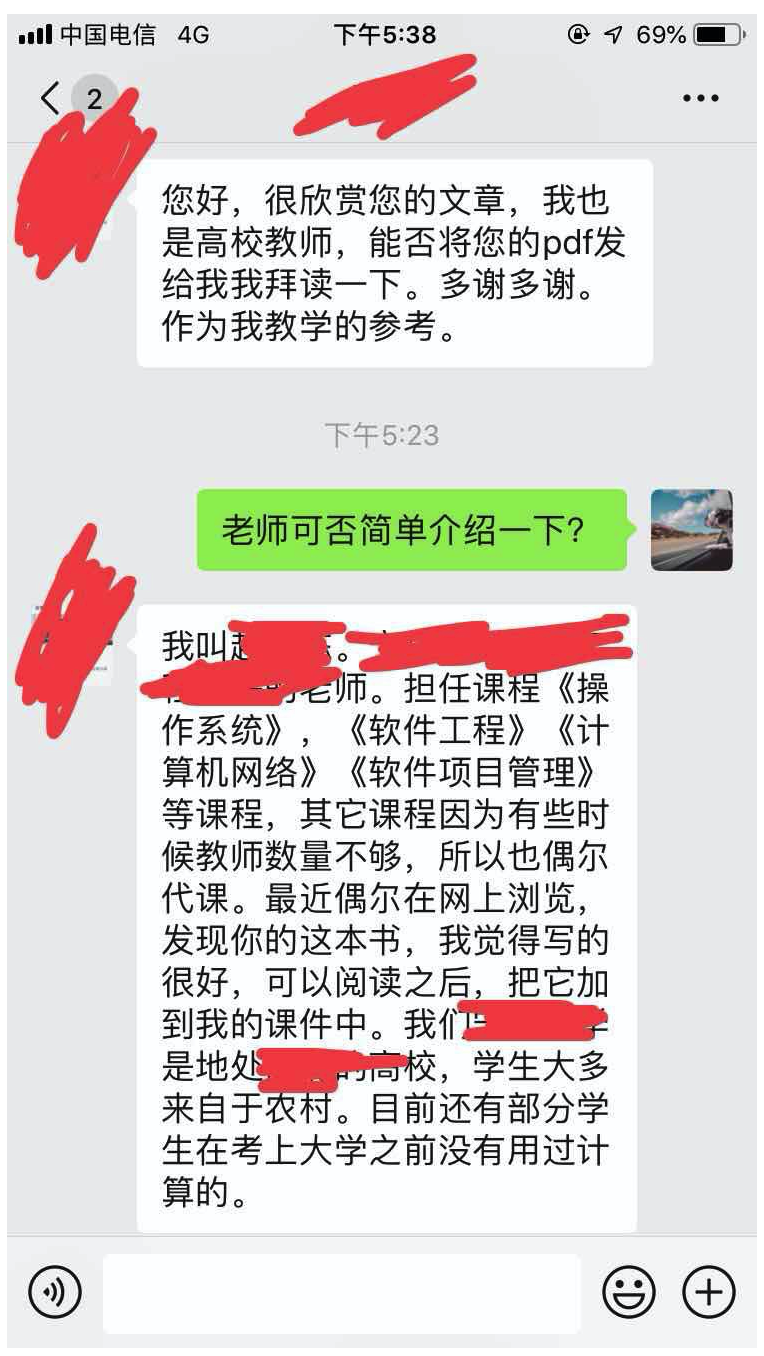 中国电信 4G 下午5:38 69%
2
您好，很欣赏您的文章，我也
是高校教师，能否将您的pdf发
给我我拜读一下。多谢多谢。
作为我教学的参考。
下午5:23
老师可否简单介绍一下？
我叫赵 。
老师。担任课程《操
作系统》，《软件工程》《计
算机网络》《软件项目管理》
等课程，其它课程因为有些时
候教师数量不够，所以也偶尔
代课。最近偶尔在网上浏览，
发现你的这本书，我觉得写的
很好，可以阅读之后，把它加
到我的课件中。我们 学
是地处 的高校，学生大多
来自于农村。目前还有部分学
生在考上大学之前没有用过计
算的。